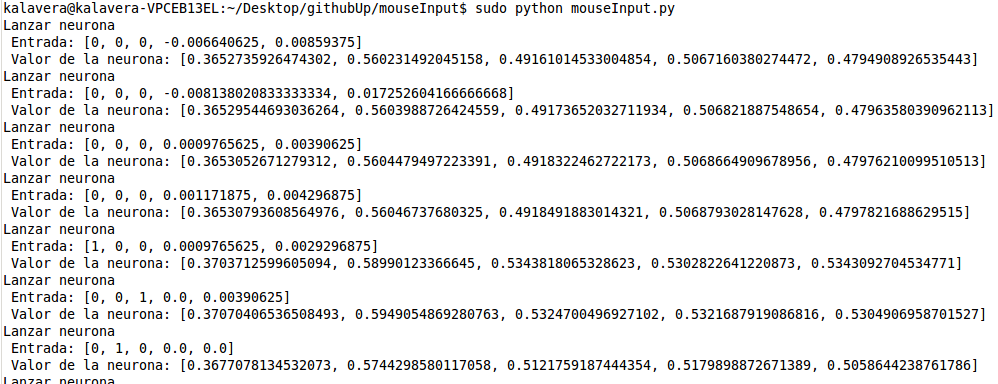 kalavera@kalavera-VPCEB13EL:~/Desktop/githubUp/mouseInput$ sudo python mouseInput.py
Lanzar neurona
 Entrada: [0, 0, 0, -0.006640625, 0.00859375]
 Valor de la neurona: [0.3652735926474302, 0.560231492045158, 0.49161014533004854, 0.5067160380274472, 0.4794908926535443]
Lanzar neurona
 Entrada: [0, 0, 0, -0.008138020833333334, 0.017252604166666668]
 Valor de la neurona: [0.36529544693036264, 0.5603988726424559, 0.49173652032711934, 0.506821887548654, 0.47963580390962113]
Lanzar neurona
 Entrada: [0, 0, 0, 0.0009765625, 0.00390625]
 Valor de la neurona: [0.3653052671279312, 0.5604479497223391, 0.4918322462722173, 0.5068664909678956, 0.47976210099510513]
Lanzar neurona
 Entrada: [0, 0, 0, 0.001171875, 0.004296875]
 Valor de la neurona: [0.36530793608564976, 0.56046737680325, 0.4918491883014321, 0.5068793028147628, 0.4797821688629515]
Lanzar neurona
 Entrada: [1, 0, 0, 0.0009765625, 0.0029296875]
 Valor de la neurona: [0.3703712599605094, 0.58990123366645, 0.5343818065328623, 0.5302822641220873, 0.5343092704534771]
Lanzar neurona
 Entrada: [0, 0, 1, 0.0, 0.00390625]
 Valor de la neurona: [0.37070406536508493, 0.5949054869280763, 0.5324700496927102, 0.5321687919086816, 0.5304906958701527]
Lanzar neurona
 Entrada: [0, 1, 0, 0.0, 0.0]
 Valor de la neurona: [0.3677078134532073, 0.5744298580117058, 0.5121759187444354, 0.5179898872671389, 0.5058644238761786]
Lanzar neurona